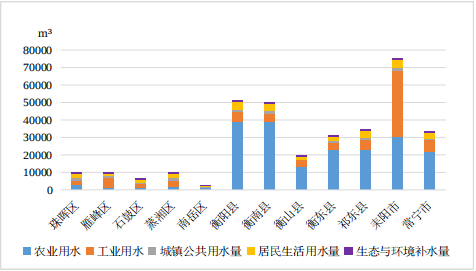 m³
80000
70000
60000
50000
40000
30000
20000
10000
0
珠晖区
雁峰区
石鼓区
蒸湘区
南岳区
衡阳县
衡南县
衡山县
衡东县
祁东县
耒阳市
常宁市
农业用水 工业用水 城镇公共用水量 居民生活用水量 生态与环境补水量